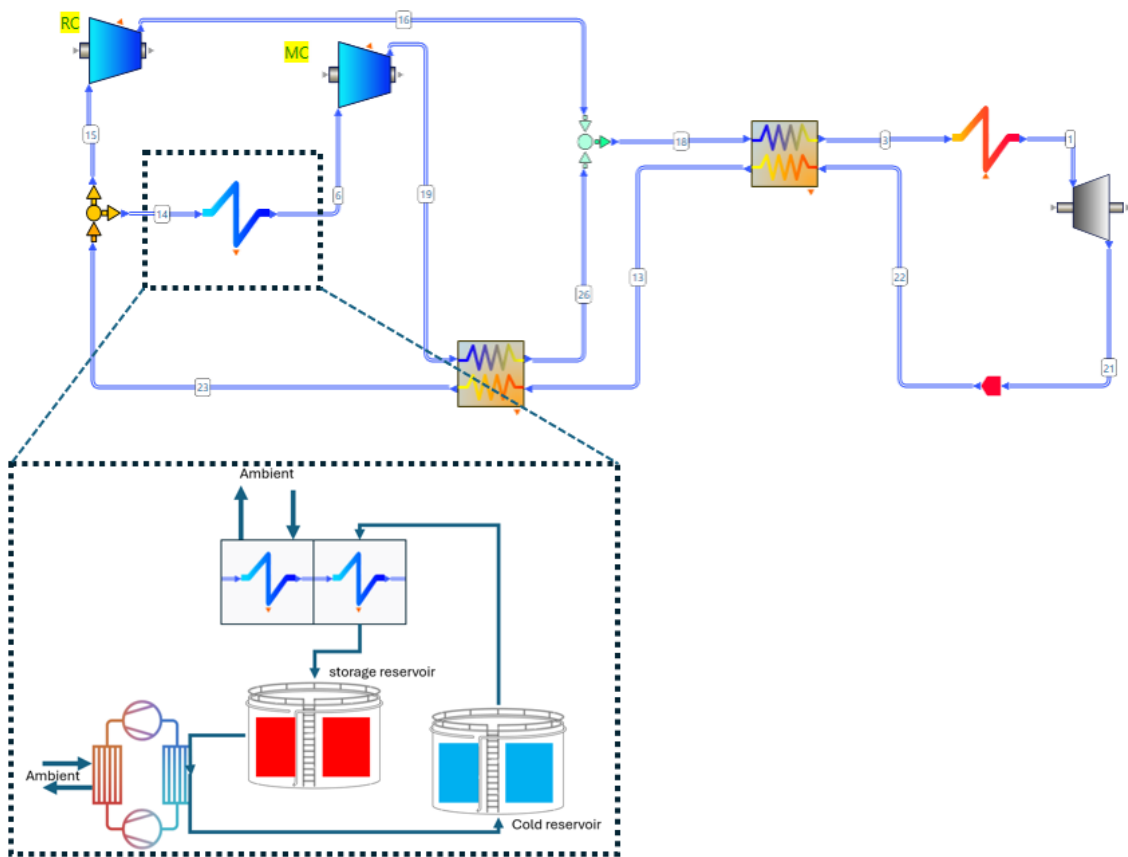 RC
16
MC
15
18
3
1
14
6
19
13
22
26
23
21
Ambient
storage reservoir
Ambient
Cold reservoir